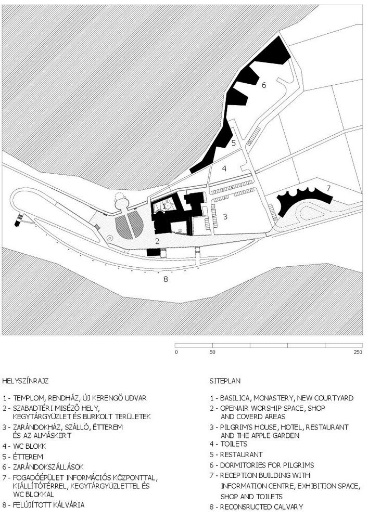 6
5
4
7
1
3
2
8
0 50 250
HELYSZÍNRAJZ
1 - TEMPLOM, RENDHÁZ, ÚJ KERENGŐ UDVAR
2 - SZABADTÉRI MISÉZŐ HELY,
KEGYTÁRGYÜZLET ÉS BURKOLT TERÜLETEK
3 - ZARÁNDOKHÁZ, SZÁLLÓ, ÉTTEREM
ÉS AZ ALMÁSKERT
4 - WC BLOKK
5 - ÉTTEREM
6 - ZARÁNDOKSZÁLLÁSOK
7 - FOGADÓÉPÜLET INFORMÁCIÓS KÖZPONTTAL,
KIÁLLÍTÓTÉRREL, KEGYTÁRGYÜZLETTEL ÉS
WC BLOKKAL
8 - FELÚJÍTOTT KÁLVÁRIA
SITEPLAN
1 - BASILICA, MONASTERY, NEW COURTYARD
2 - OPENAIR WORSHIP SPACE, SHOP
AND COVERD AREAS
3 - PILGRIMS HOUSE, HOTEL, RESTAURANT
AND THE APPLE GARDEN
4 - TOILETS
5 - RESTAURANT
6 - DORMITORIES FOR PILGRIMS
7 - RECEPTION BUILDING WITH
INFORMATION CENTRE, EXHIBITION SPACE,
SHOP AND TOILETS
8 - RECONSRUCTED CALVARY